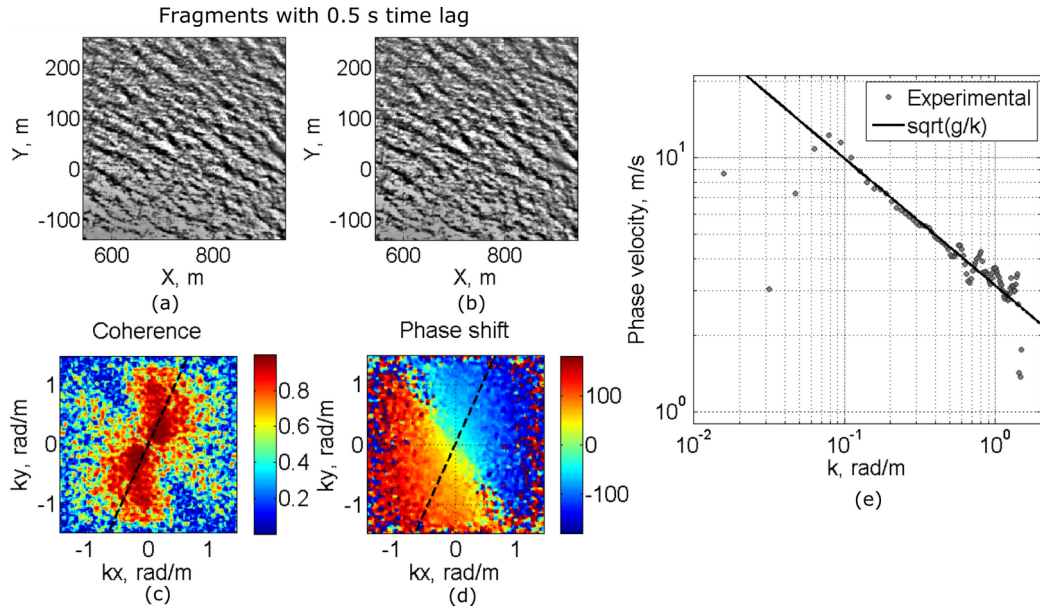 Fragments with 0.5 s time lag
200
100
0
-100
Y, m
600
800
X, m
(a)
200
100
0
-100
Y, m
600
800
X, m
(b)
Coherence
1
0
-1
ky, rad/m
-1
0
1
kx, rad/m
0.8
0.6
0.4
0.2
(c)
Phase shift
1
0
-1
ky, rad/m
-1
0
1
kx, rad/m
100
0
-100
(d)
Experimental
sqrt(g/k)
10^1
10^0
Phase velocity, m/s
10^-2
10^-1
10^0
k, rad/m
(e)